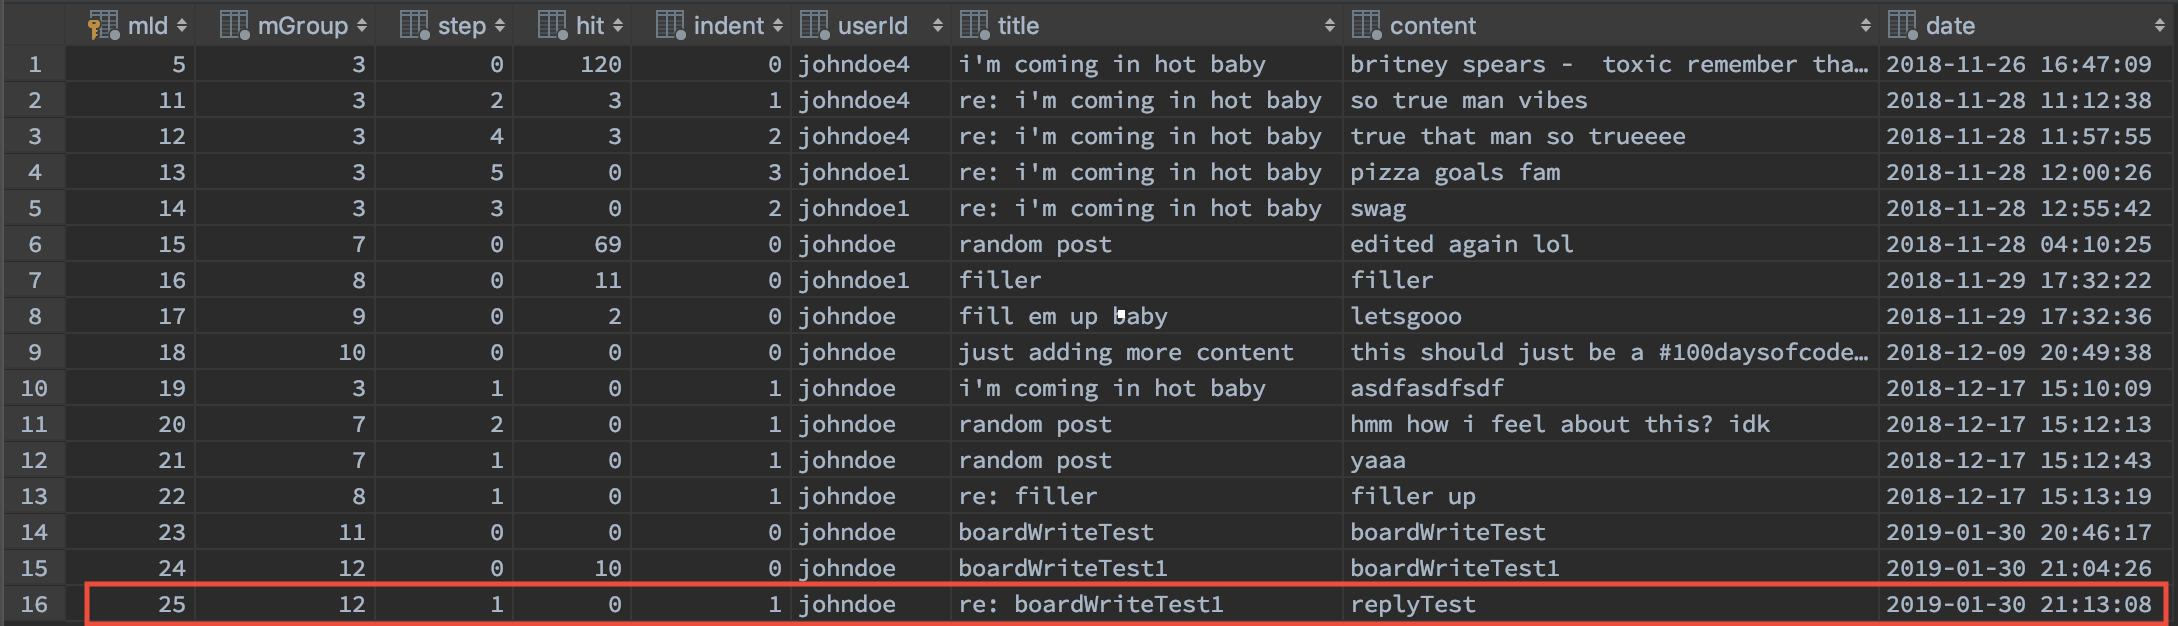 mId mGroup step hit indent userId title content date
1 5 3 0 120 0 johndoe4 i'm coming in hot baby britney spears -  toxic remember tha… 2018-11-26 16:47:09
2 11 3 2 3 1 johndoe4 re: i'm coming in hot baby so true man vibes 2018-11-28 11:12:38
3 12 3 4 3 2 johndoe4 re: i'm coming in hot baby true that man so trueeee 2018-11-28 11:57:55
4 13 3 5 0 3 johndoe1 re: i'm coming in hot baby pizza goals fam 2018-11-28 12:00:26
5 14 3 3 0 2 johndoe1 re: i'm coming in hot baby swag 2018-11-28 12:55:42
6 15 7 0 69 0 johndoe random post edited again lol 2018-11-28 04:10:25
7 16 8 0 11 0 johndoe1 filler filler 2018-11-29 17:32:22
8 17 9 0 2 0 johndoe fill em up baby letsgooo 2018-11-29 17:32:36
9 18 10 0 0 0 johndoe just adding more content this should just be a #100daysofcode… 2018-12-09 20:49:38
10 19 3 1 0 1 johndoe i'm coming in hot baby asdfasdfsdf 2018-12-17 15:10:09
11 20 7 2 0 1 johndoe random post hmm how i feel about this? idk 2018-12-17 15:12:13
12 21 7 1 0 1 johndoe random post yaaa 2018-12-17 15:12:43
13 22 8 1 0 1 johndoe re: filler filler up 2018-12-17 15:13:19
14 23 11 0 0 0 johndoe boardWriteTest boardWriteTest 2019-01-30 20:46:17
15 24 12 0 10 0 johndoe boardWriteTest1 boardWriteTest1 2019-01-30 21:04:26
16 25 12 1 0 1 johndoe re: boardWriteTest1 replyTest 2019-01-30 21:13:08